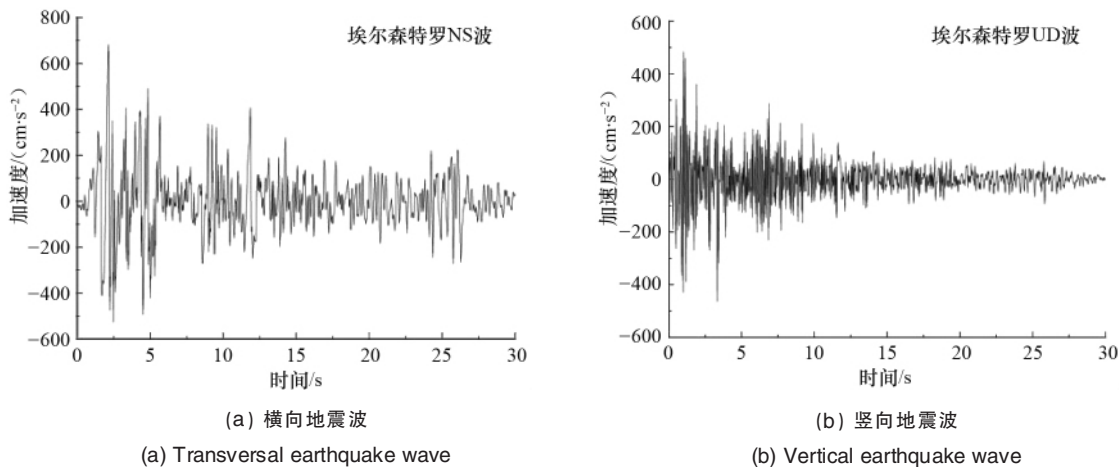 埃尔森特罗NS波
加速度/(cm·s⁻²)
800
600
400
200
0
−200
−400
−600
0 5 10 15 20 25 30
时间/s
(a) 横向地震波
(a) Transversal earthquake wave
埃尔森特罗UD波
加速度/(cm·s⁻²)
600
400
200
0
−200
−400
−600
0 5 10 15 20 25 30
时间/s
(b) 竖向地震波
(b) Vertical earthquake wave